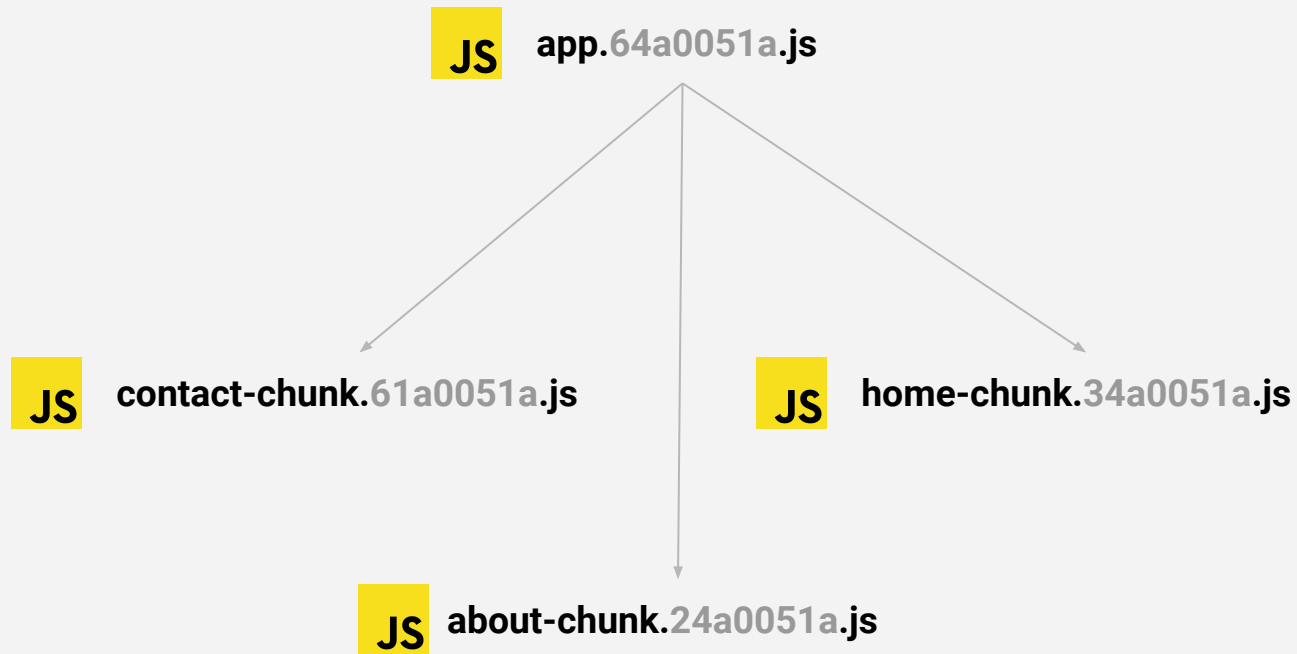 JS app.64a0051a.js
JS contact-chunk.61a0051a.js
JS home-chunk.34a0051a.js
JS about-chunk.24a0051a.js